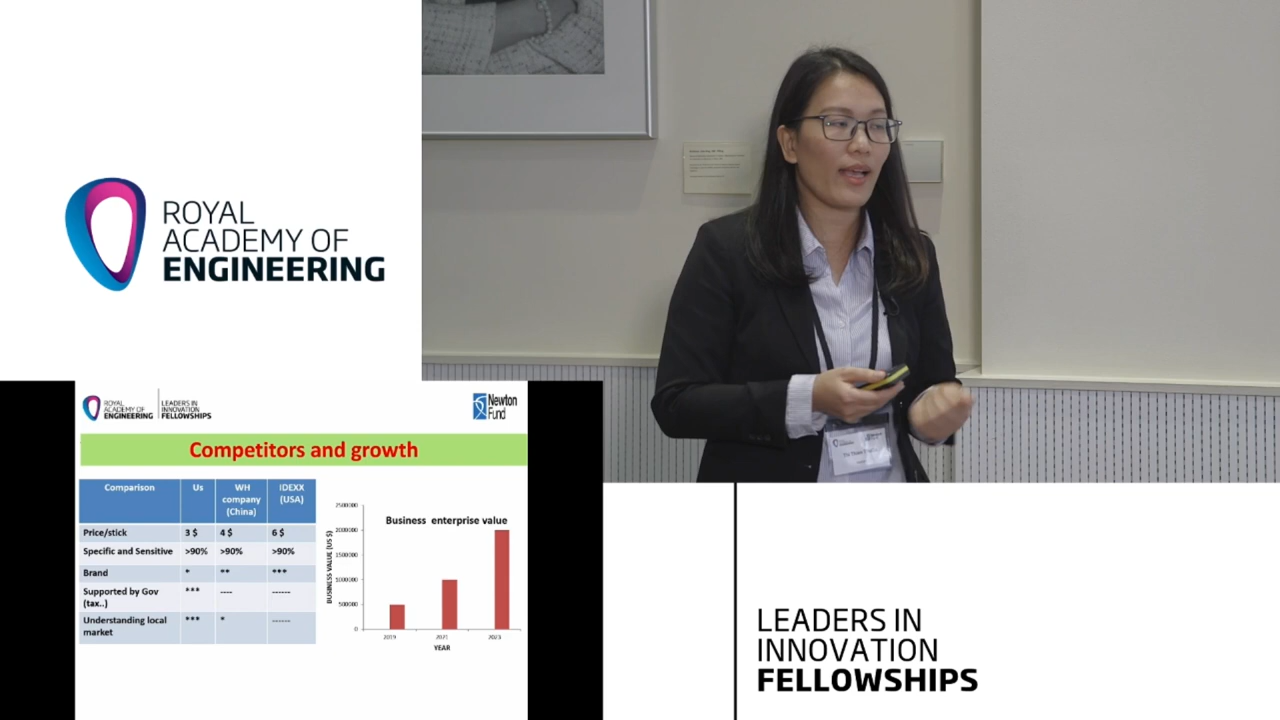 ROYAL
ACADEMY OF
ENGINEERING
ROYAL
ACADEMY OF
ENGINEERING
LEADERS IN
INNOVATION
FELLOWSHIPS
Newton
Fund
Competitors and growth
Comparison Us WH company (China) IDEXX (USA)
Price/stick 3 $ 4 $ 6 $
Specific and Sensitive >90% >90% >90%
Brand * ** ***
Supported by Gov (tax..) *** ---- ------
Understanding local market *** * ------
Business enterprise value
BUSINESS VALUE (US $)
2500000
2000000
1500000
1000000
500000
0
2019 2021 2023
YEAR
LEADERS IN
INNOVATION
FELLOWSHIPS